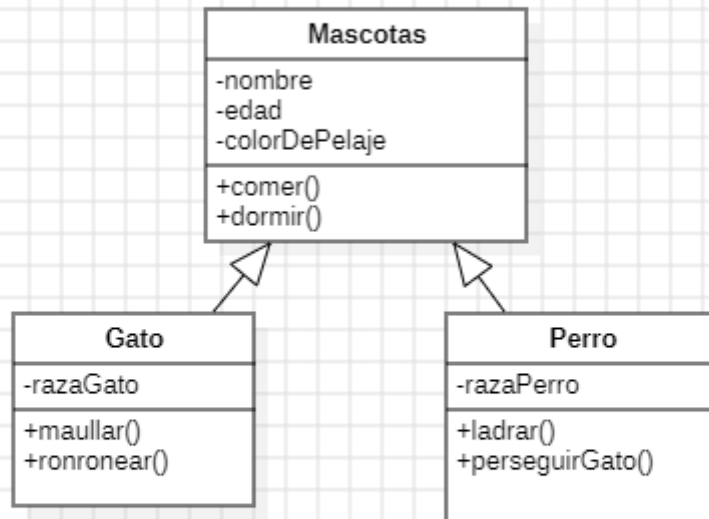 Mascotas
-nombre
-edad
-colorDePelaje
+comer()
+dormir()
Gato
-razaGato
+maullar()
+ronronear()
Perro
-razaPerro
+ladrar()
+perseguirGato()